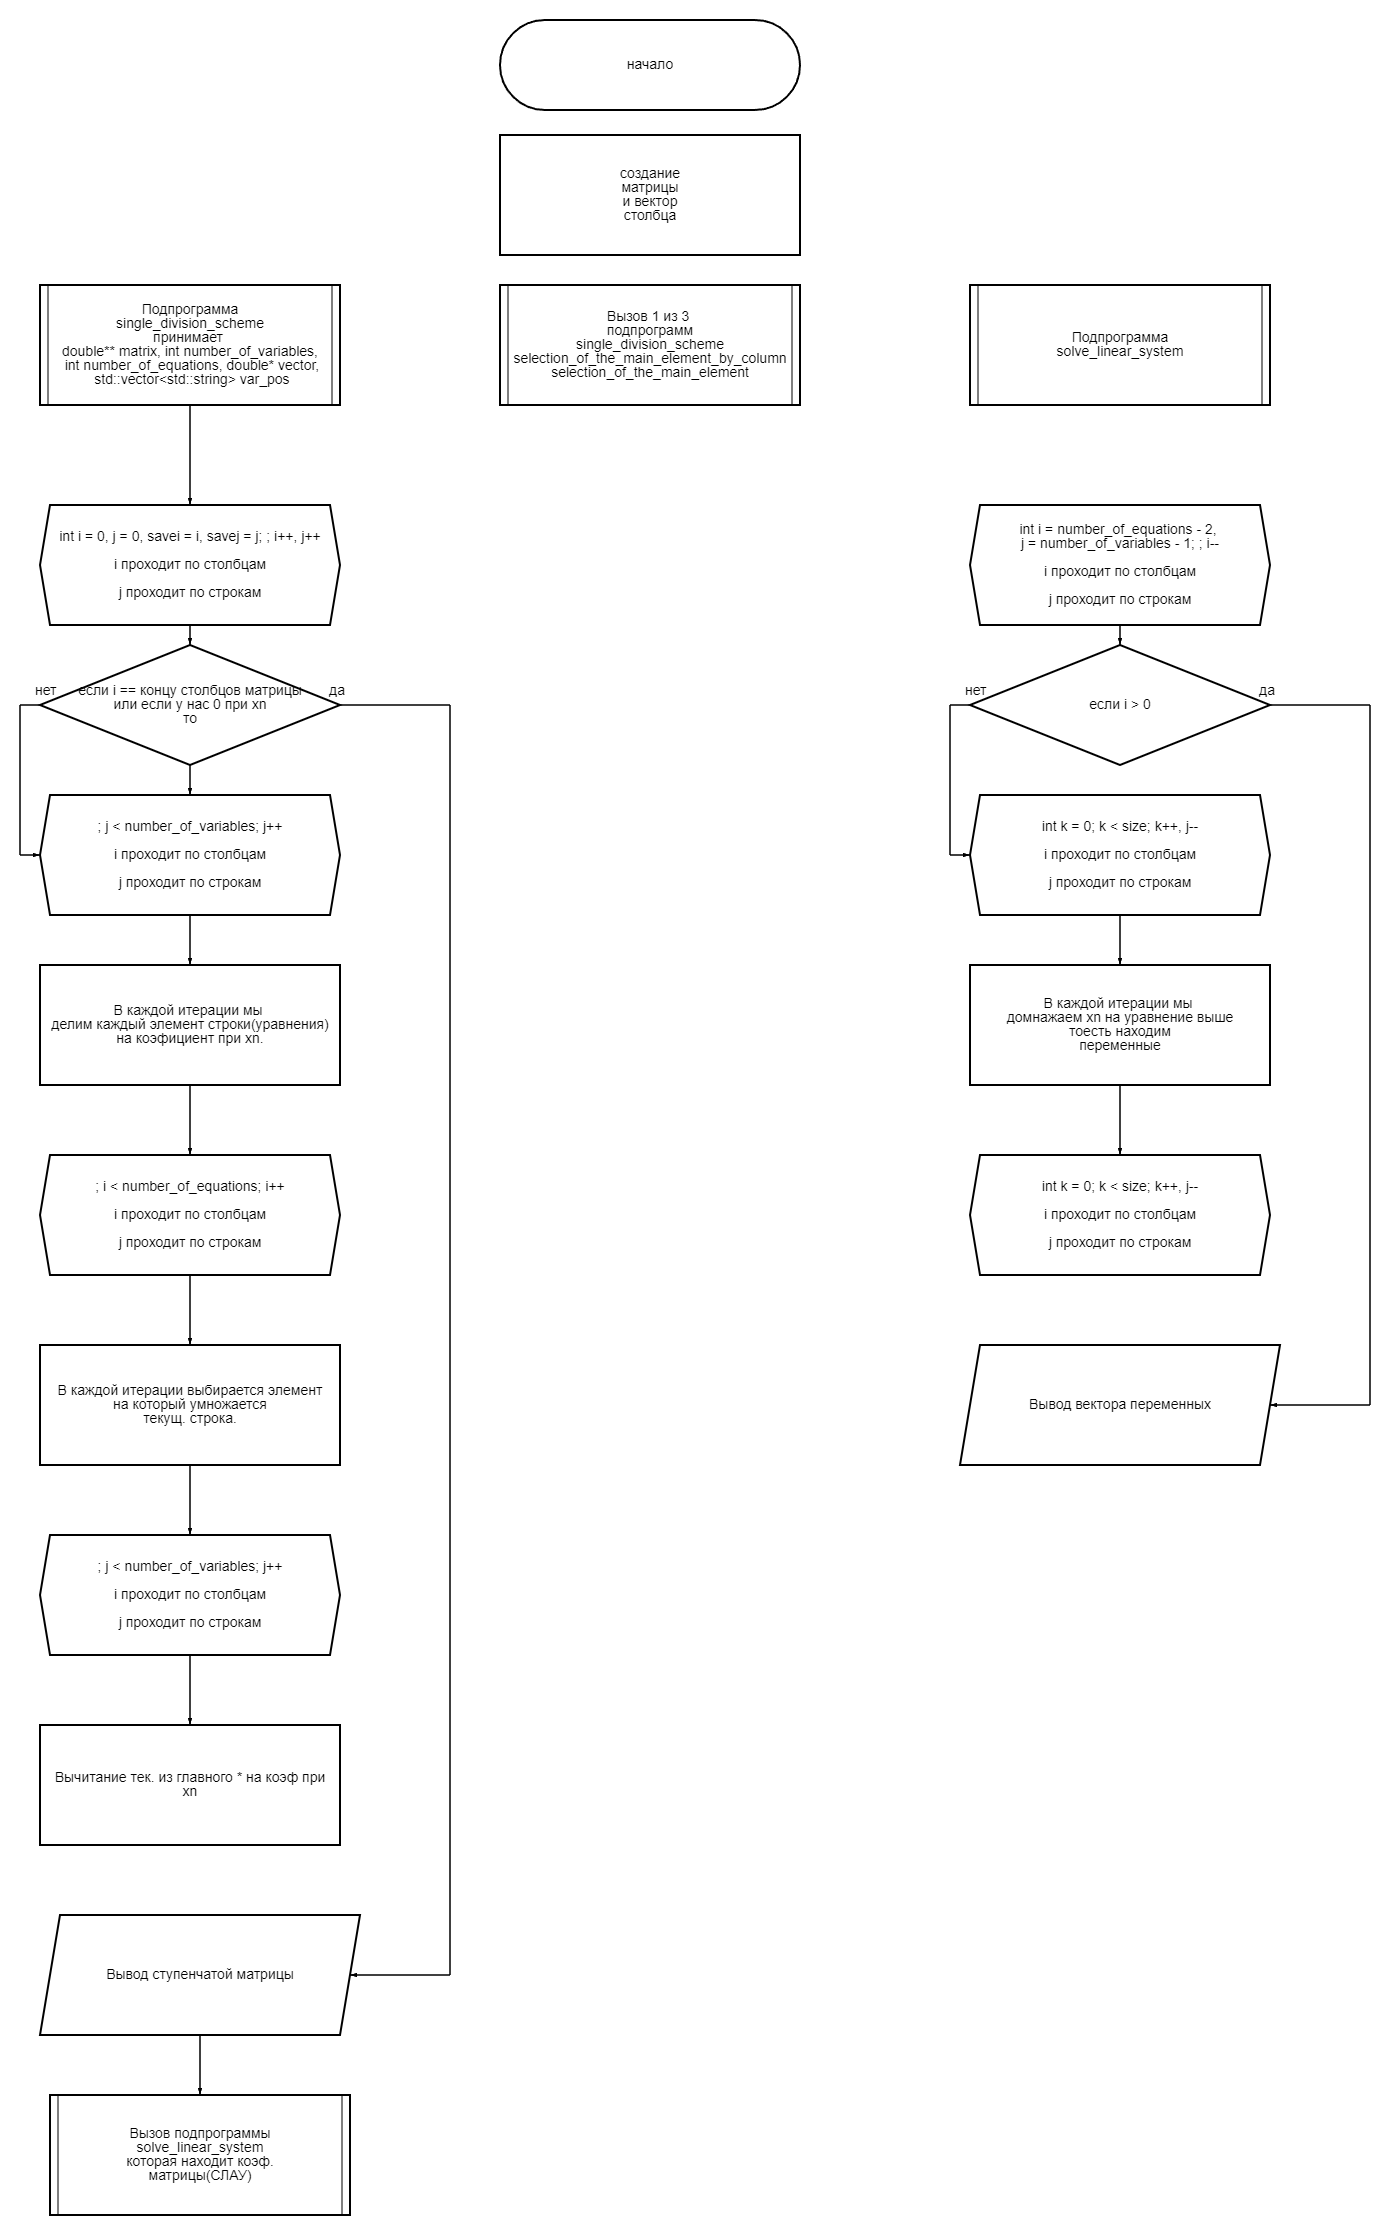 начало
создание
матрицы
и вектор
столбца
Подпрограмма
single_division_scheme
принимает
double** matrix, int number_of_variables,
int number_of_equations, double* vector,
std::vector<std::string> var_pos
Вызов 1 из 3
подпрограмм
single_division_scheme
selection_of_the_main_element_by_column
selection_of_the_main_element
Подпрограмма
solve_linear_system
int i = 0, j = 0, savei = i, savej = j; ; i++, j++
i проходит по столбцам
j проходит по строкам
нет
если i == концу столбцов матрицы
или если у нас 0 при xn
то
да
; j < number_of_variables; j++
i проходит по столбцам
j проходит по строкам
В каждой итерации мы
делим каждый элемент строки(уравнения)
на коэфициент при xn.
; i < number_of_equations; i++
i проходит по столбцам
j проходит по строкам
В каждой итерации выбирается элемент
на который умножается
текущ. строка.
; j < number_of_variables; j++
i проходит по столбцам
j проходит по строкам
Вычитание тек. из главного * на коэф при
xn
Вывод ступенчатой матрицы
Вызов подпрограммы
solve_linear_system
которая находит коэф.
матрицы(СЛАУ)
int i = number_of_equations - 2,
j = number_of_variables - 1; ; i--
i проходит по столбцам
j проходит по строкам
нет
если i > 0
да
int k = 0; k < size; k++, j--
i проходит по столбцам
j проходит по строкам
В каждой итерации мы
домнажаем xn на уравнение выше
тоесть находим
переменные
int k = 0; k < size; k++, j--
i проходит по столбцам
j проходит по строкам
Вывод вектора переменных